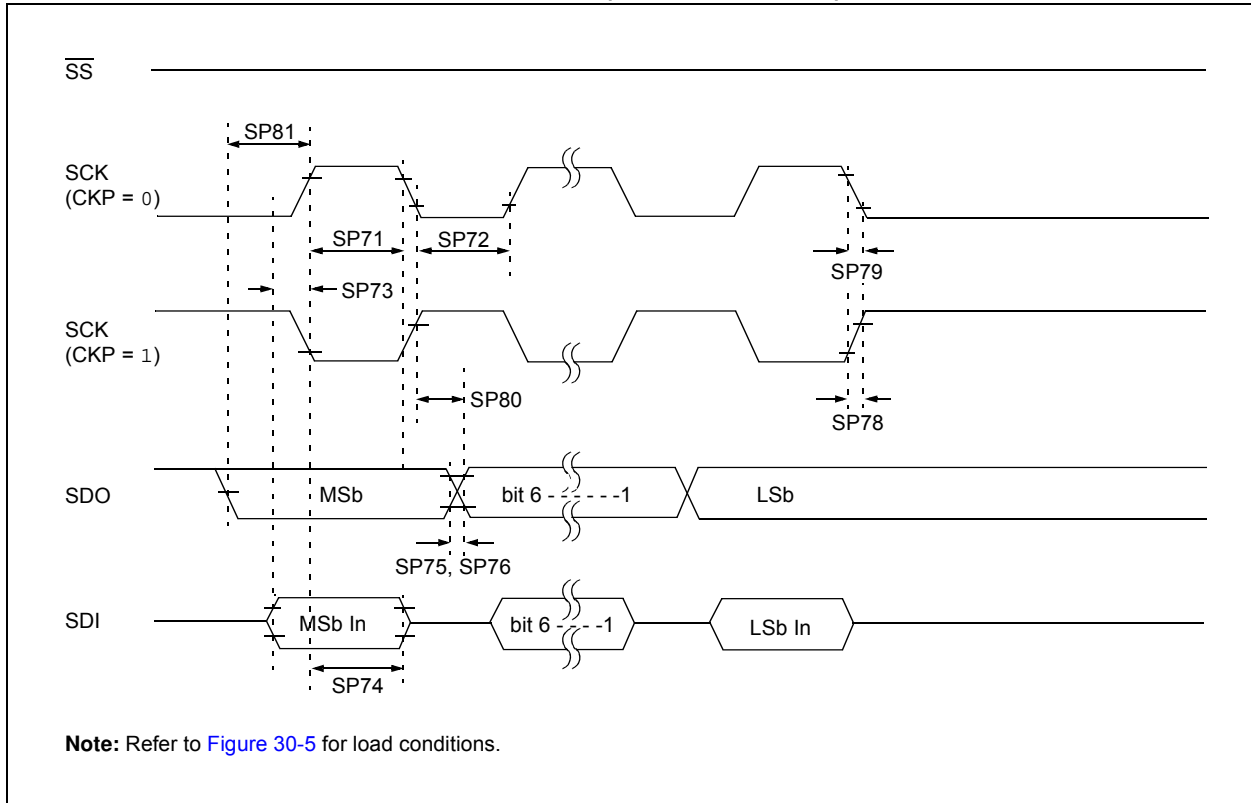 SS
SP81
SCK
(CKP = 0)
SP71
SP72
SP79
SP73
SCK
(CKP = 1)
SP80
SP78
SDO
MSb
bit 6 - - - - - -1
LSb
SP75, SP76
SDI
MSb In
bit 6 - - - -1
LSb In
SP74
Note: Refer to Figure 30-5 for load conditions.